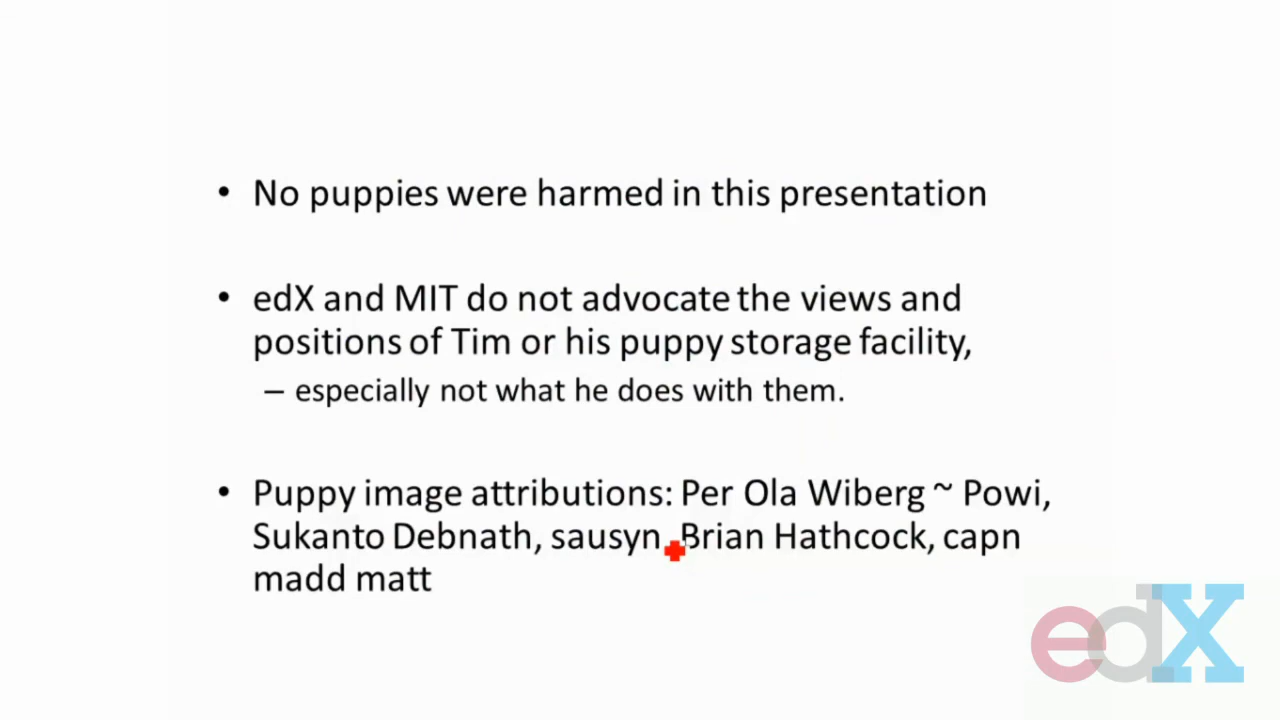 • No puppies were harmed in this presentation
• edX and MIT do not advocate the views and
positions of Tim or his puppy storage facility,
– especially not what he does with them.
• Puppy image attributions: Per Ola Wiberg ~ Powi,
Sukanto Debnath, sausyn, Brian Hathcock, capn
madd matt
edX